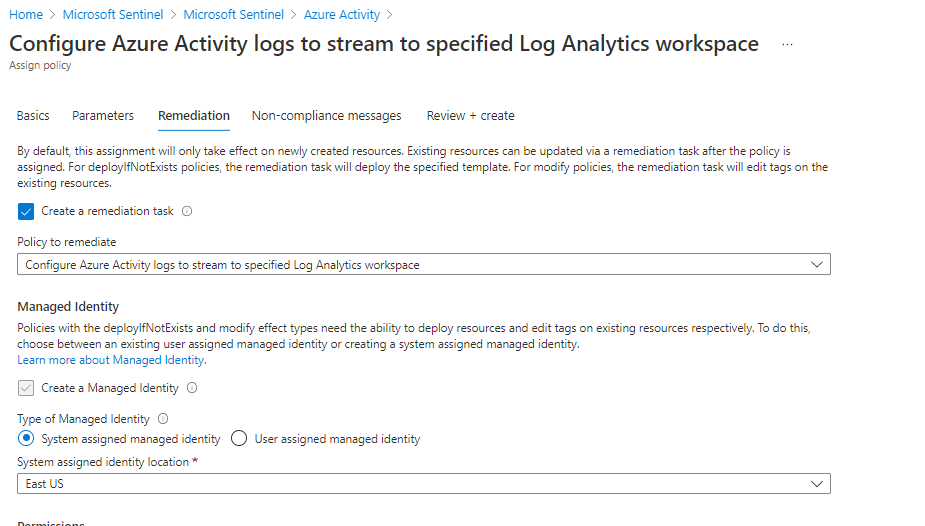 Home > Microsoft Sentinel > Microsoft Sentinel > Azure Activity >
Configure Azure Activity logs to stream to specified Log Analytics workspace ...
Assign policy
Basics Parameters Remediation Non-compliance messages Review + create
By default, this assignment will only take effect on newly created resources. Existing resources can be updated via a remediation task after the policy is
assigned. For deployIfNotExists policies, the remediation task will deploy the specified template. For modify policies, the remediation task will edit tags on the
existing resources.
Create a remediation task
Policy to remediate
Configure Azure Activity logs to stream to specified Log Analytics workspace
Managed Identity
Policies with the deployIfNotExists and modify effect types need the ability to deploy resources and edit tags on existing resources respectively. To do this,
choose between an existing user assigned managed identity or creating a system assigned managed identity.
Learn more about Managed Identity.
Create a Managed Identity
Type of Managed Identity
System assigned managed identity User assigned managed identity
System assigned identity location *
East US
Permissions